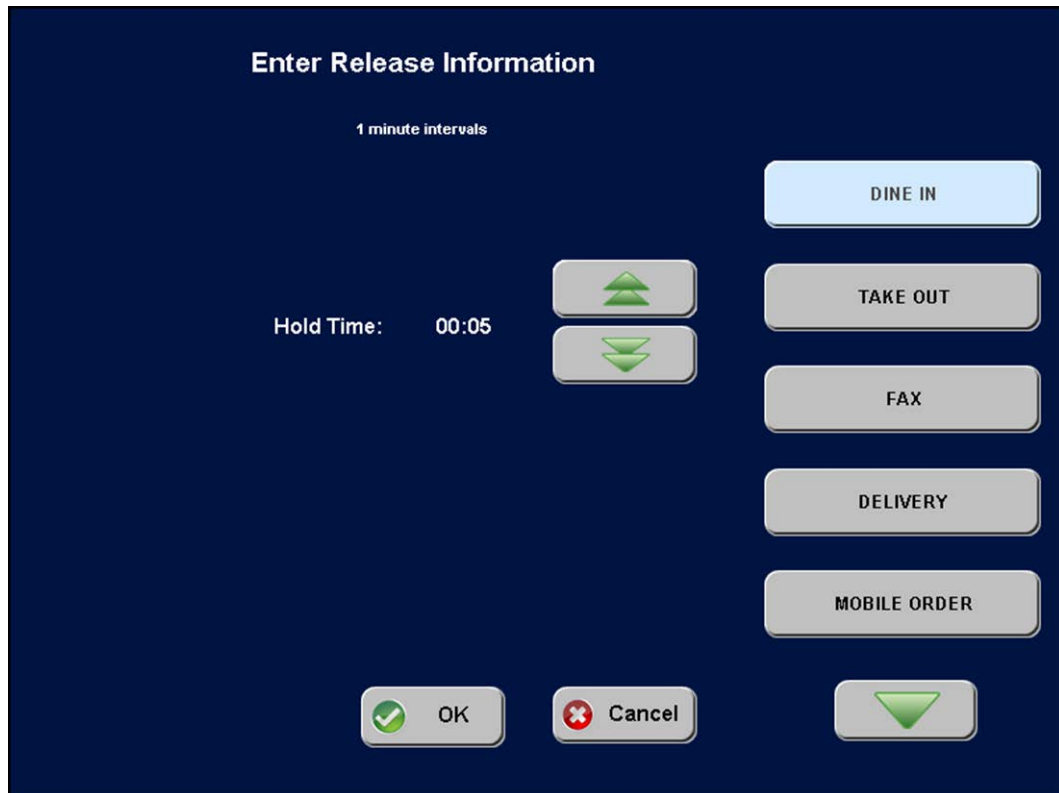 Enter Release Information
1 minute intervals
DINE IN
TAKE OUT
Hold Time: 00:05
FAX
DELIVERY
MOBILE ORDER
OK
Cancel